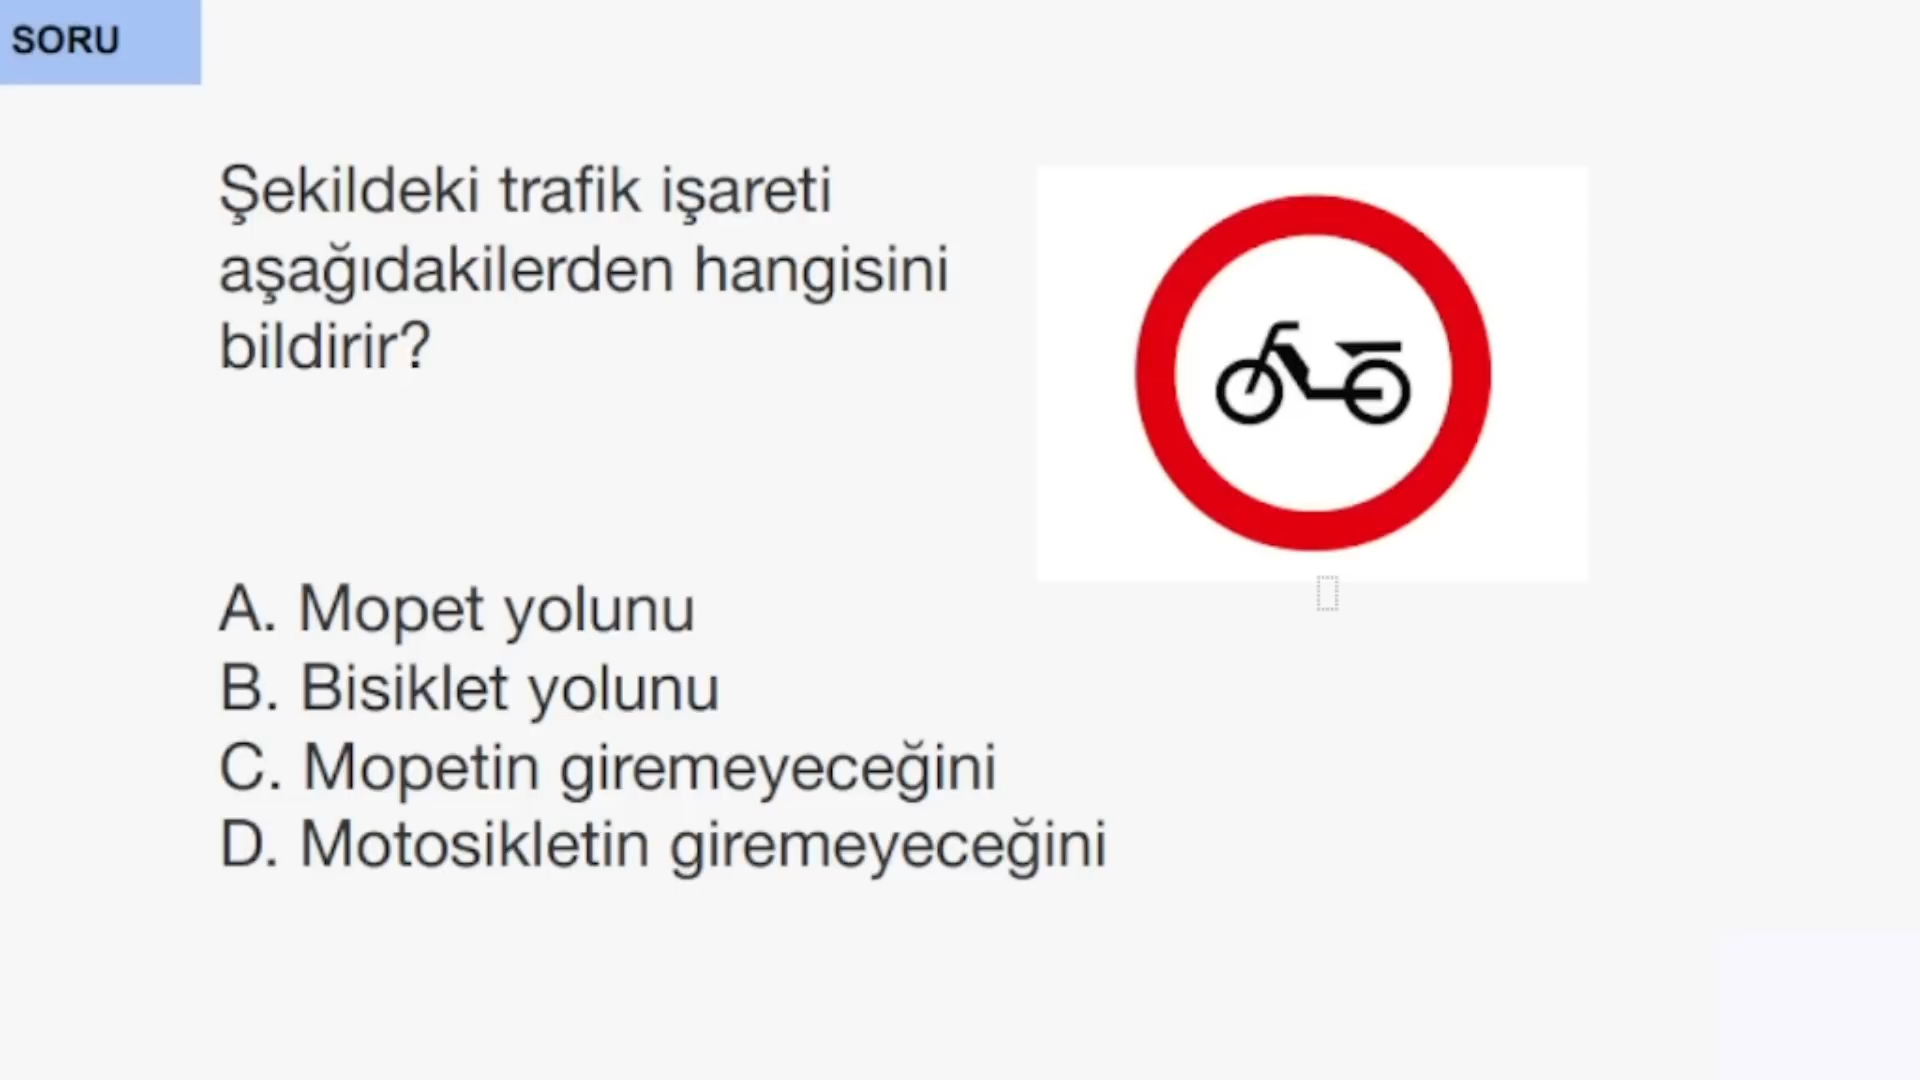 SORU
Şekildeki trafik işareti
aşağıdakilerden hangisini
bildirir?
A. Mopet yolunu
B. Bisiklet yolunu
C. Mopetin giremeyeceğini
D. Motosikletin giremeyeceğini